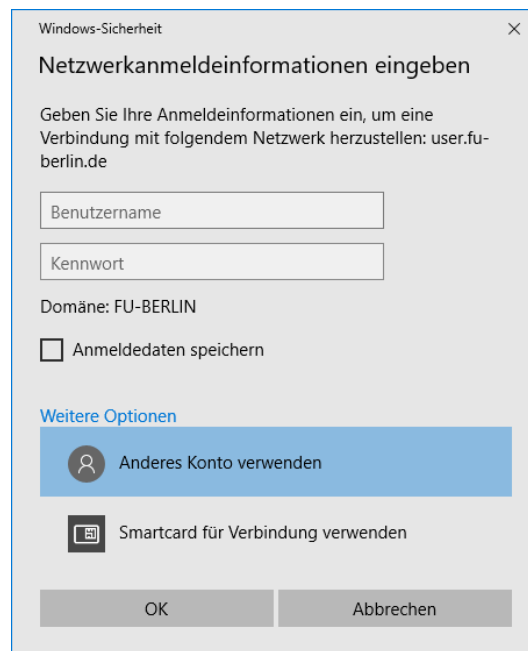 Windows-Sicherheit
Netzwerkanmeldeinformationen eingeben
Geben Sie Ihre Anmeldeinformationen ein, um eine
Verbindung mit folgendem Netzwerk herzustellen: user.fu-
berlin.de
Benutzername
Kennwort
Domäne: FU-BERLIN
Anmeldedaten speichern
Weitere Optionen
Anderes Konto verwenden
Smartcard für Verbindung verwenden
OK
Abbrechen